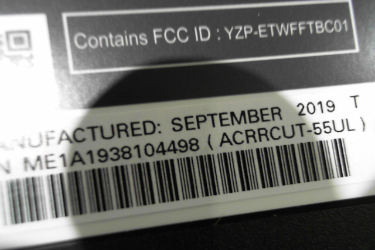 Contains FCC ID : YZP-ETWFFTBC01
ANUFACTURED: SEPTEMBER 2019 T
N ME1A1938104498 ( ACRRCUT-55UL )